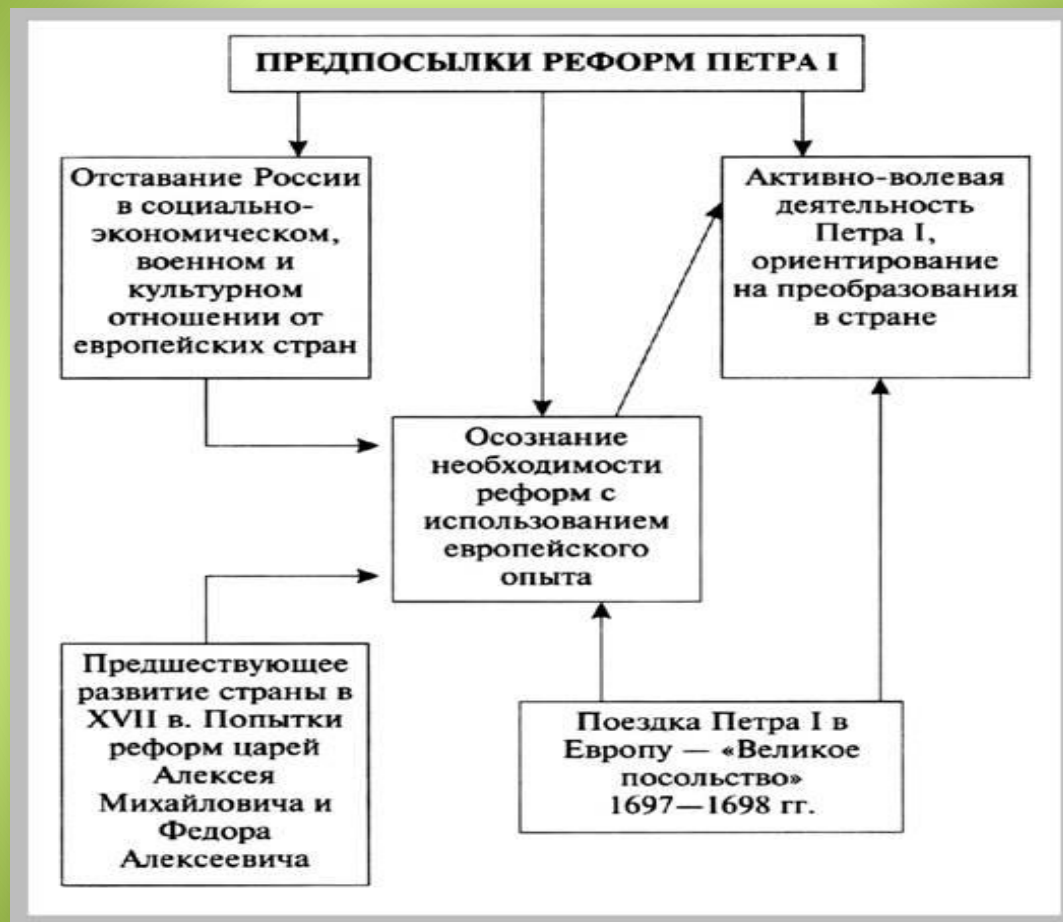 ПРЕДПОСЫЛКИ РЕФОРМ ПЕТРА I
Отставание России
в социально-
экономическом,
военном и
культурном
отношении от
европейских стран
Активно-волевая
деятельность
Петра I,
ориентирование
на преобразования
в стране
Осознание
необходимости
реформ с
использованием
европейского
опыта
Предшествующее
развитие страны в
XVII в. Попытки
реформ царей
Алексея
Михайловича и
Федора
Алексеевича
Поездка Петра I в
Европу — «Великое
посольство»
1697—1698 гг.